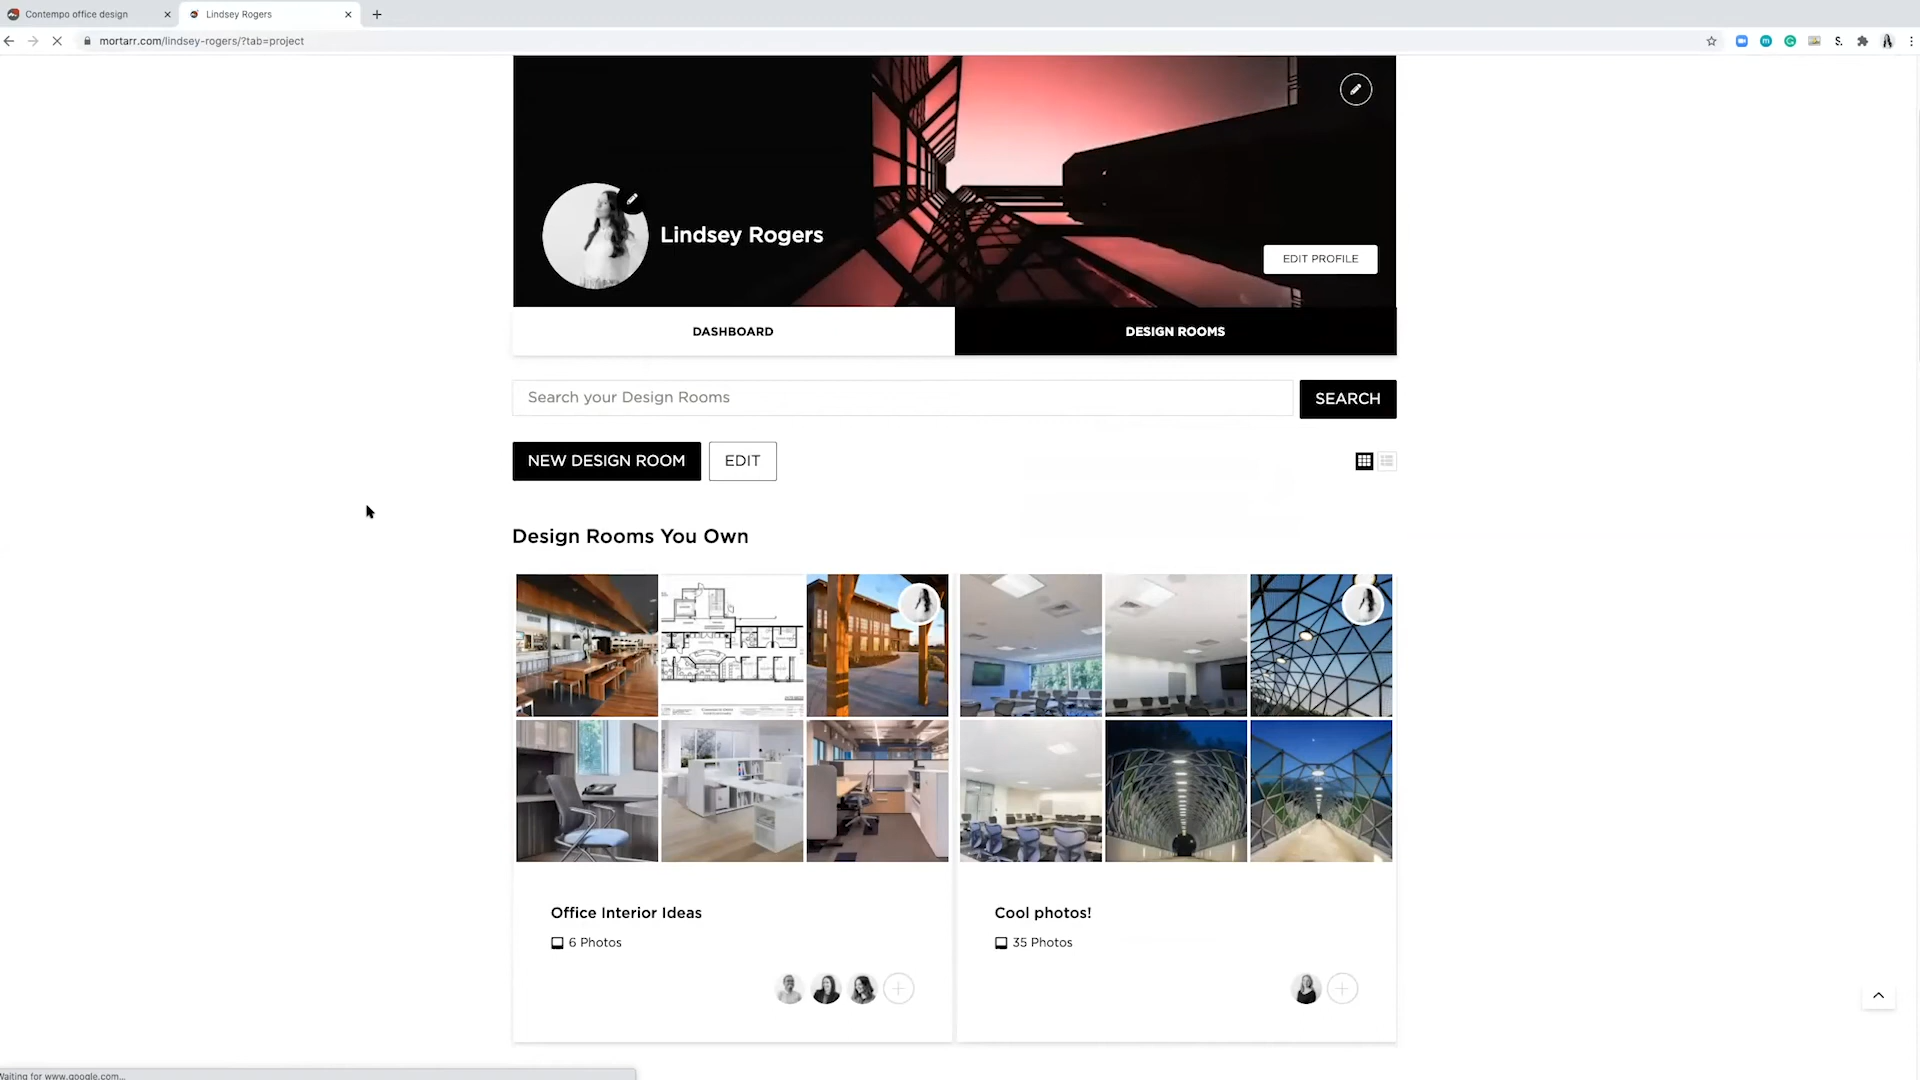 Contempo office design
Lindsey Rogers
mortarr.com/lindsey-rogers/?tab=project
Lindsey Rogers
EDIT PROFILE
DASHBOARD
DESIGN ROOMS
Search your Design Rooms
SEARCH
NEW DESIGN ROOM
EDIT
Design Rooms You Own
Office Interior Ideas
6 Photos
Cool photos!
35 Photos
Waiting for www.google.com...